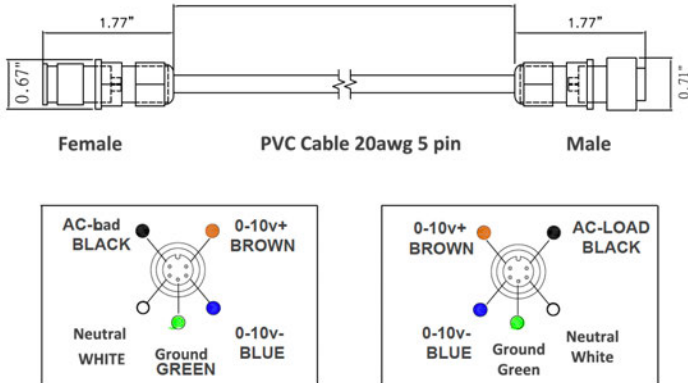 1.77" 1.77"
0.67" 0.71"
Female PVC Cable 20awg 5 pin Male
AC-bad 0-10v+
BLACK BROWN
Neutral 0-10v-
WHITE Ground BLUE
GREEN
0-10v+ AC-LOAD
BROWN BLACK
0-10v- Ground Neutral
BLUE Green White